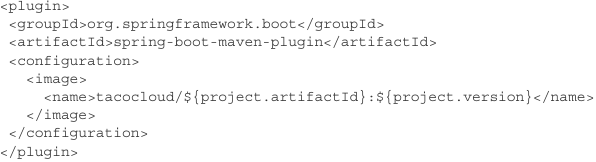 <plugin>
 <groupId>org.springframework.boot</groupId>
 <artifactId>spring-boot-maven-plugin</artifactId>
 <configuration>
   <image>
     <name>tacocloud/${project.artifactId}:${project.version}</name>
   </image>
 </configuration>
</plugin>